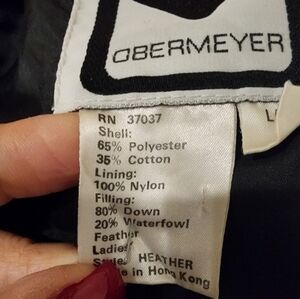 OBERMEYER
RN 37037
Shell:
65% Polyester
35% Cotton
Lining:
100% Nylon
Filling:
80% Down
20% Waterfowl
Feather
Ladies
Style: HEATHER
in Hong Kong